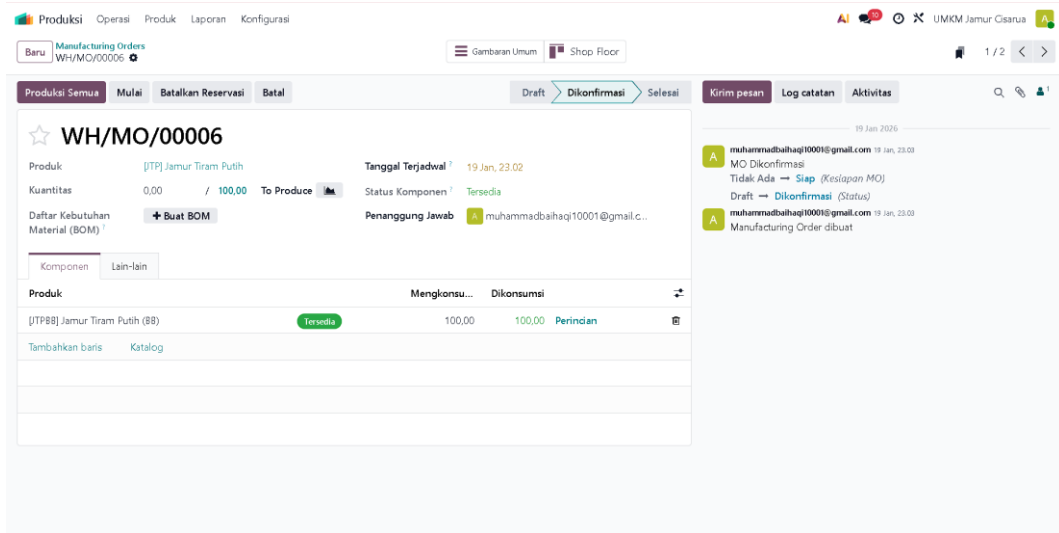 Produksi Operasi Produk Laporan Konfigurasi
AI 10 UMKM Jamur Cisarua A
Baru Manufacturing Orders
WH/MO/00006
Gambaran Umum Shop Floor
1 / 2
Produksi Semua Mulai Batalkan Reservasi Batal
Draft Dikonfirmasi Selesai
Kirim pesan Log catatan Aktivitas
1
WH/MO/00006
Produk [JTP] Jamur Tiram Putih
Tanggal Terjadwal ? 19 Jan, 23.02
Kuantitas 0,00 / 100,00 To Produce
Status Komponen ? Tersedia
Daftar Kebutuhan
Material (BOM) ?
+ Buat BOM
Penanggung Jawab A muhammadbaihaqi10001@gmail.c...
Komponen Lain-lain
Produk Mengkonsu... Dikonsumsi
[JTPBB] Jamur Tiram Putih (BB) Tersedia 100,00 100,00 Perincian
Tambahkan baris Katalog
19 Jan 2026
A
muhammadbaihaqi10001@gmail.com 19 Jan, 23.03
MO Dikonfirmasi
Tidak Ada → Siap (Kesiapan MO)
Draft → Dikonfirmasi (Status)
A
muhammadbaihaqi10001@gmail.com 19 Jan, 23.03
Manufacturing Order dibuat